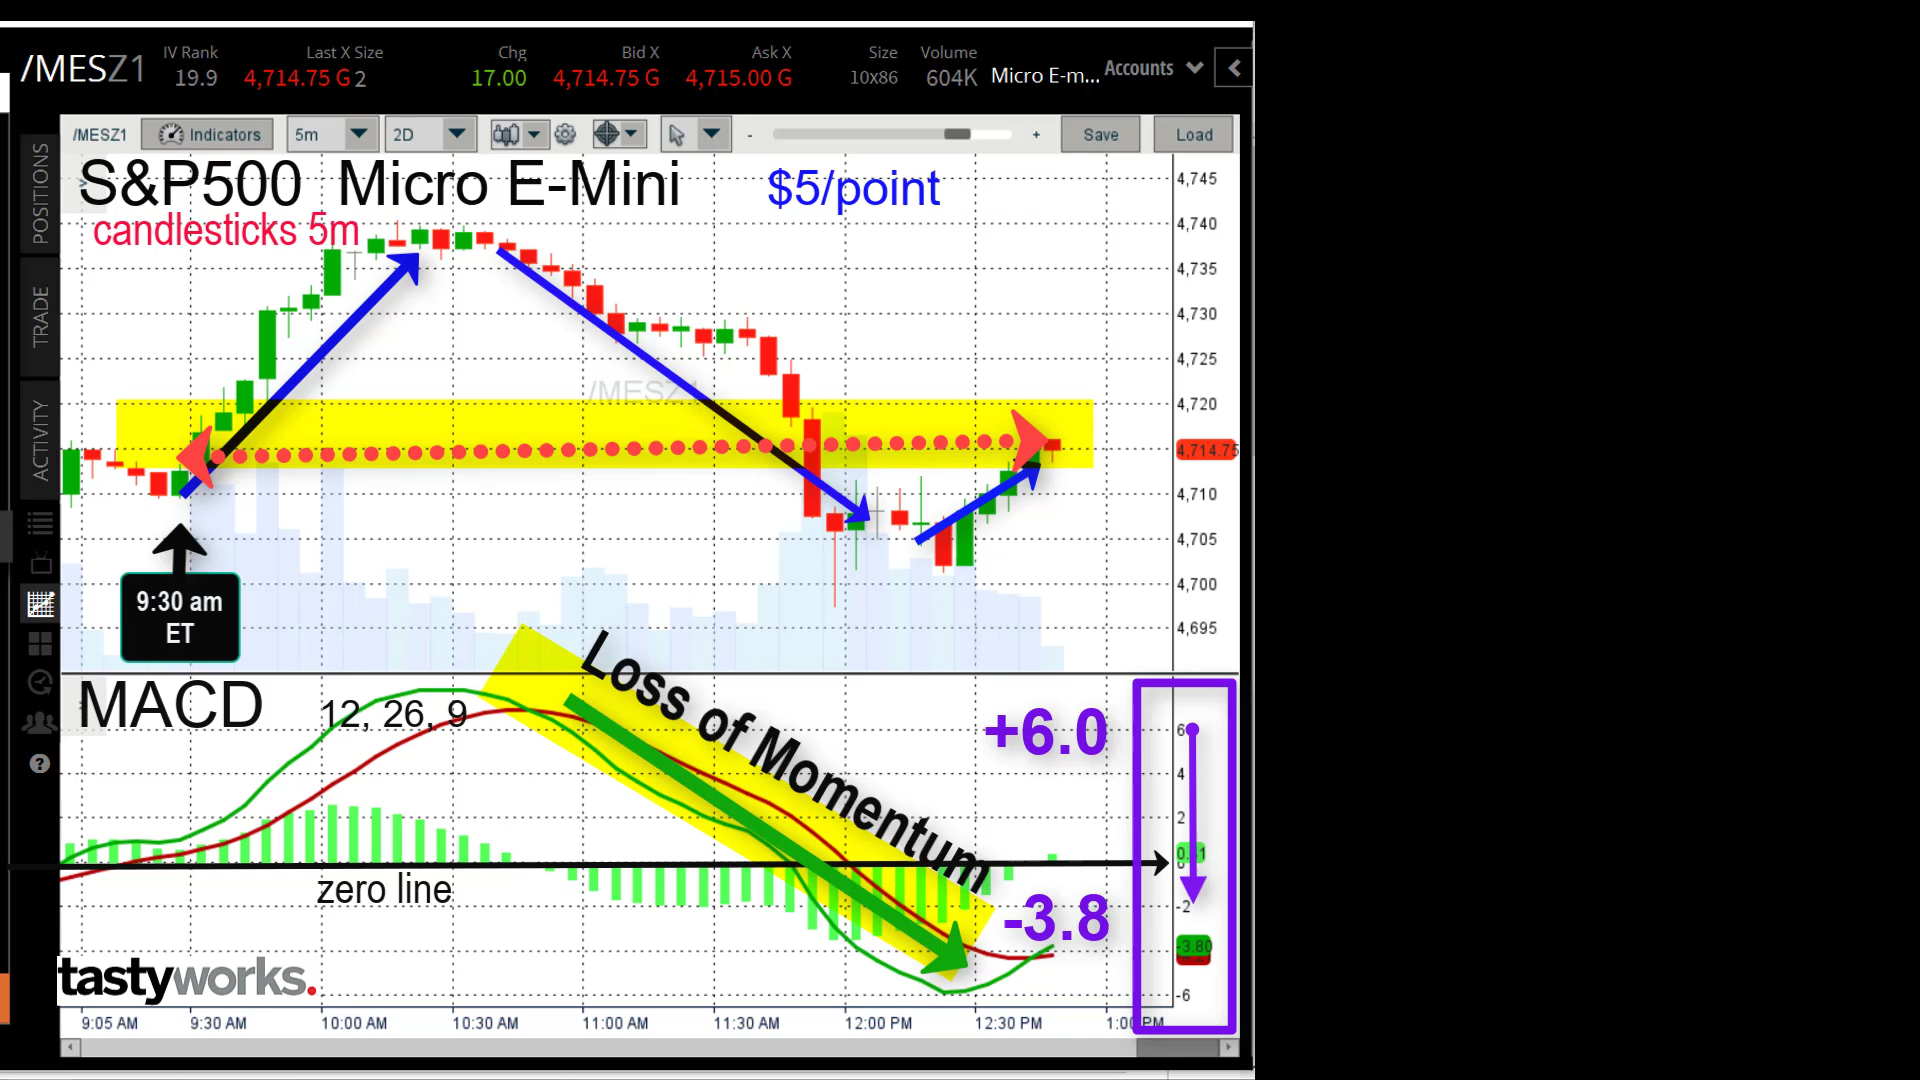 /MESZ1
IV Rank
19.9
Last X Size
4,714.75 G 2
Chg
17.00
Bid X
4,714.75 G
Ask X
4,715.00 G
Size
10x86
Volume
604K
Micro E-m...
Accounts
POSITIONS
TRADE
ACTIVITY
/MESZ1
Indicators
5m
2D
-
+
Save
Load
S&P500 Micro E-Mini
$5/point
candlesticks 5m
4,745
4,740
4,735
4,730
4,725
4,720
4,714.75
4,710
4,705
4,700
4,695
9:30 am
ET
MACD
12, 26, 9
Loss of Momentum
+6.0
-3.8
zero line
6
4
2
-2
-3.80
-6
tastyworks.
9:05 AM
9:30 AM
10:00 AM
10:30 AM
11:00 AM
11:30 AM
12:00 PM
12:30 PM
1:00 PM